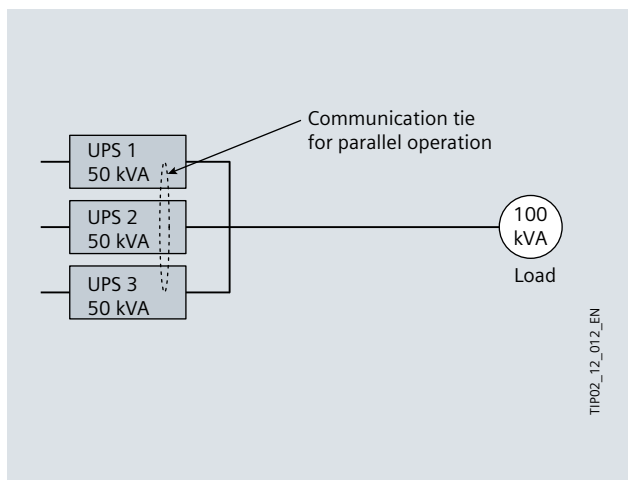 Communication tie
for parallel operation
UPS 1
50 kVA
UPS 2
50 kVA
UPS 3
50 kVA
100
kVA
Load
TIP02_12_012_EN